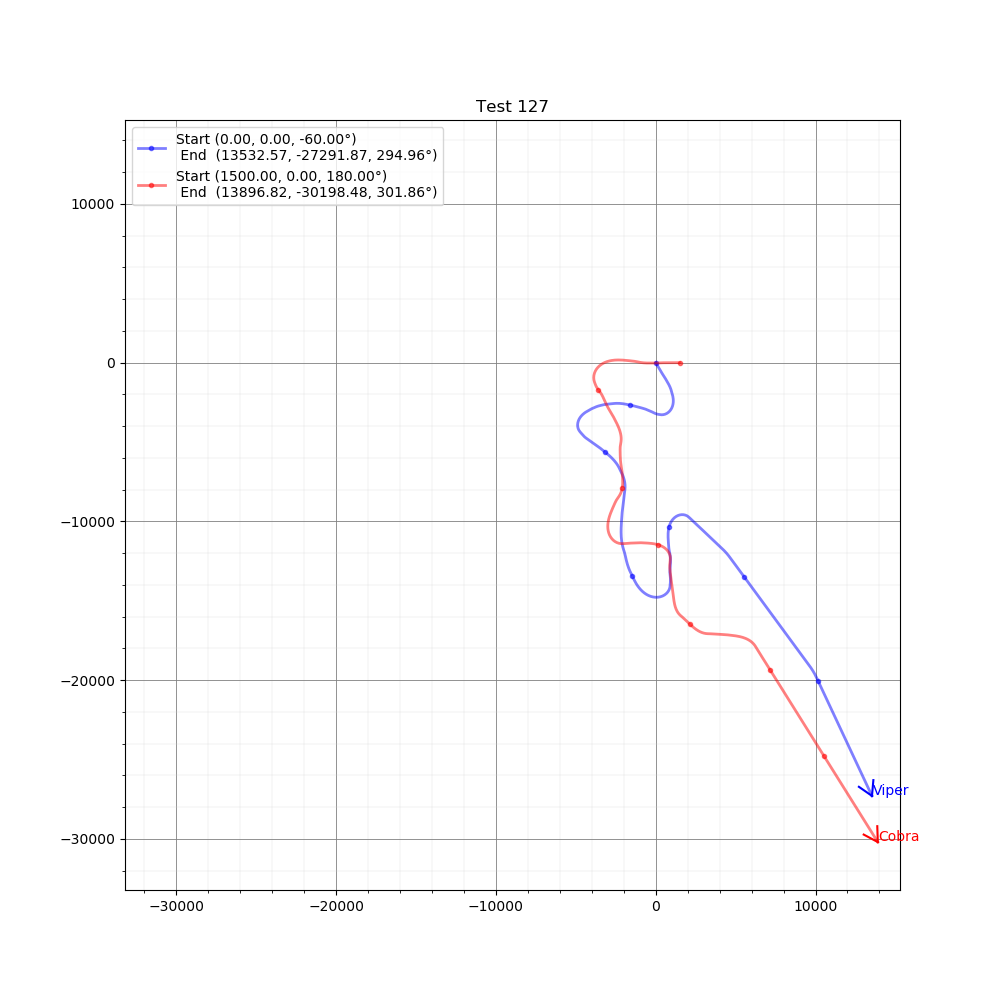 Test 127
Start (0.00, 0.00, -60.00°)
End  (13532.57, -27291.87, 294.96°)
Start (1500.00, 0.00, 180.00°)
End  (13896.82, -30198.48, 301.86°)
10000
0
−10000
−20000
−30000
Viper
Cobra
−30000 −20000 −10000 0 10000